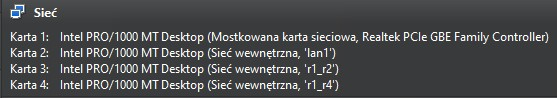 Sieć
Karta 1: Intel PRO/1000 MT Desktop (Mostkowana karta sieciowa, Realtek PCIe GBE Family Controller)
Karta 2: Intel PRO/1000 MT Desktop (Sieć wewnętrzna, 'lan1')
Karta 3: Intel PRO/1000 MT Desktop (Sieć wewnętrzna, 'r1_r2')
Karta 4: Intel PRO/1000 MT Desktop (Sieć wewnętrzna, 'r1_r4')